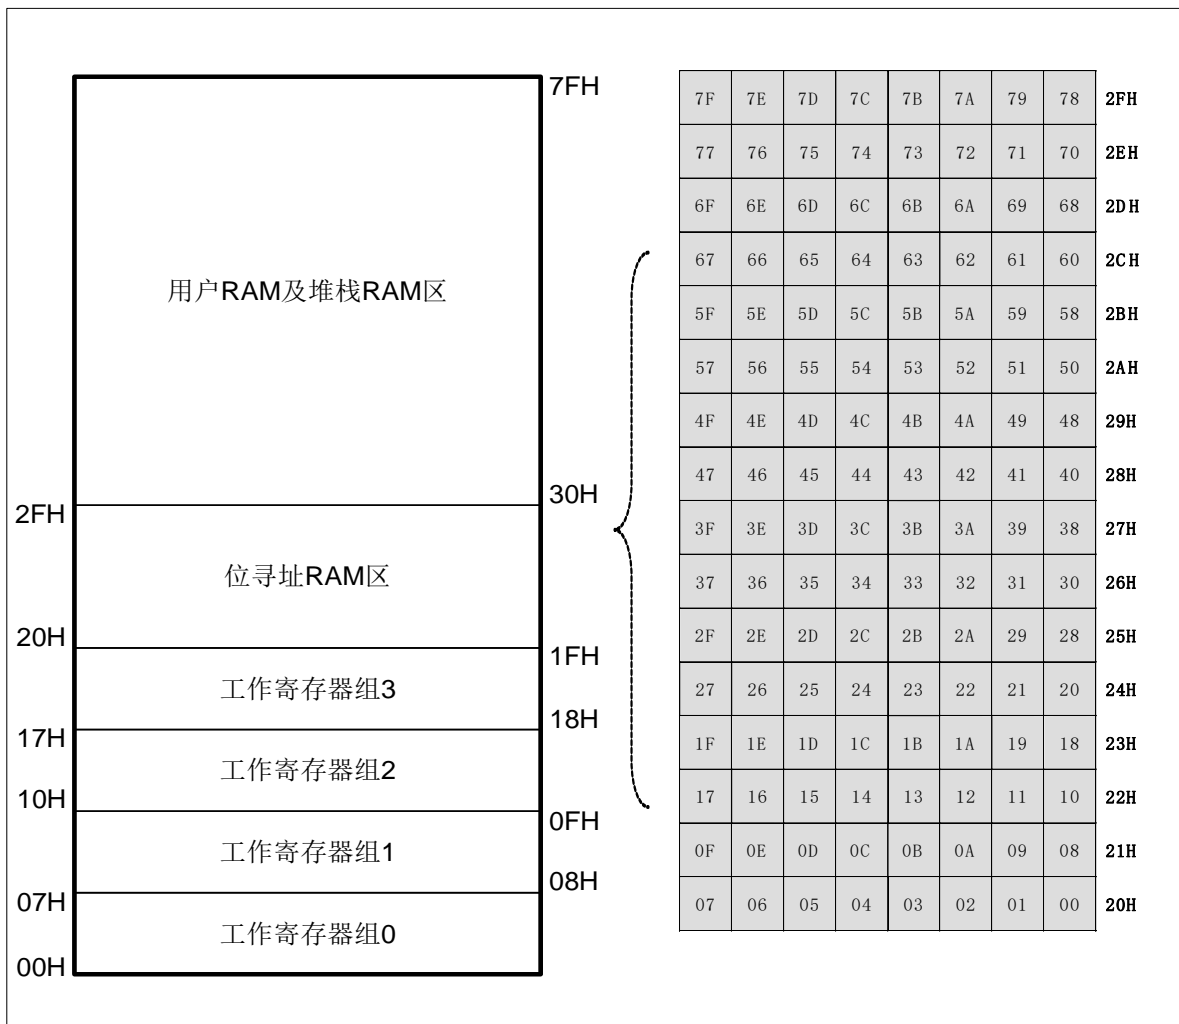 7FH
用户RAM及堆栈RAM区
30H
2FH
位寻址RAM区
20H
1FH
工作寄存器组3
18H
17H
工作寄存器组2
10H
0FH
工作寄存器组1
08H
07H
工作寄存器组0
00H
7F 7E 7D 7C 7B 7A 79 78 2FH
77 76 75 74 73 72 71 70 2EH
6F 6E 6D 6C 6B 6A 69 68 2DH
67 66 65 64 63 62 61 60 2CH
5F 5E 5D 5C 5B 5A 59 58 2BH
57 56 55 54 53 52 51 50 2AH
4F 4E 4D 4C 4B 4A 49 48 29H
47 46 45 44 43 42 41 40 28H
3F 3E 3D 3C 3B 3A 39 38 27H
37 36 35 34 33 32 31 30 26H
2F 2E 2D 2C 2B 2A 29 28 25H
27 26 25 24 23 22 21 20 24H
1F 1E 1D 1C 1B 1A 19 18 23H
17 16 15 14 13 12 11 10 22H
0F 0E 0D 0C 0B 0A 09 08 21H
07 06 05 04 03 02 01 00 20H